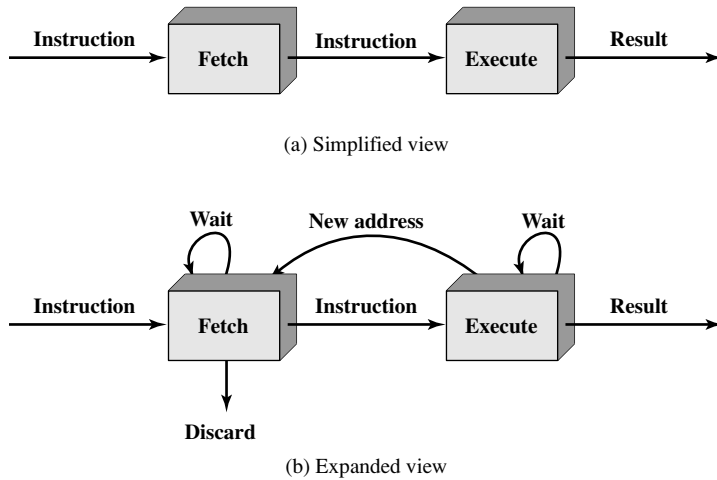 Instruction Instruction Result
Fetch Execute
(a) Simplified view
Wait New address Wait
Instruction Instruction Result
Fetch Execute
Discard
(b) Expanded view